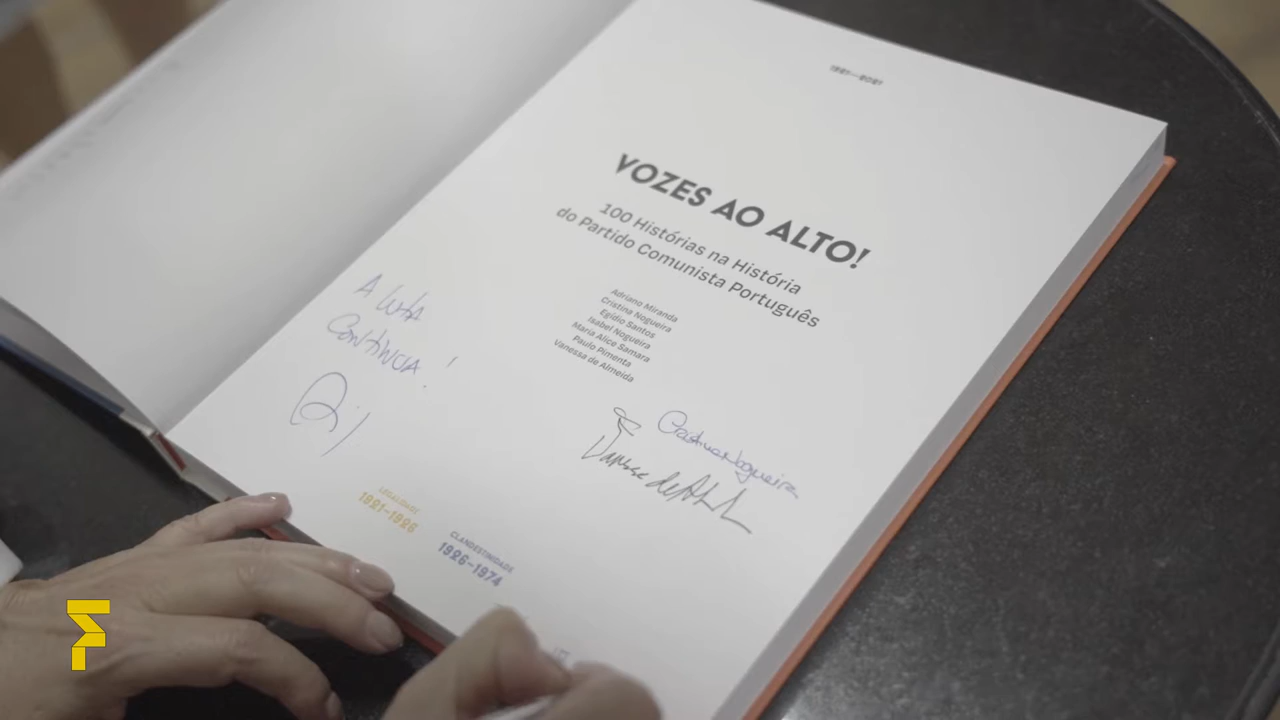 1921—2021
VOZES AO ALTO!
100 Histórias na História
do Partido Comunista Português
Adriano Miranda
Cristina Nogueira
Egídio Santos
Isabel Nogueira
Maria Alice Samara
Paulo Pimenta
Vanessa de Almeida
A luta
Continua!
Cristina Nogueira
LEGALIDADE
1921–1926
CLANDESTINIDADE
1926–1974